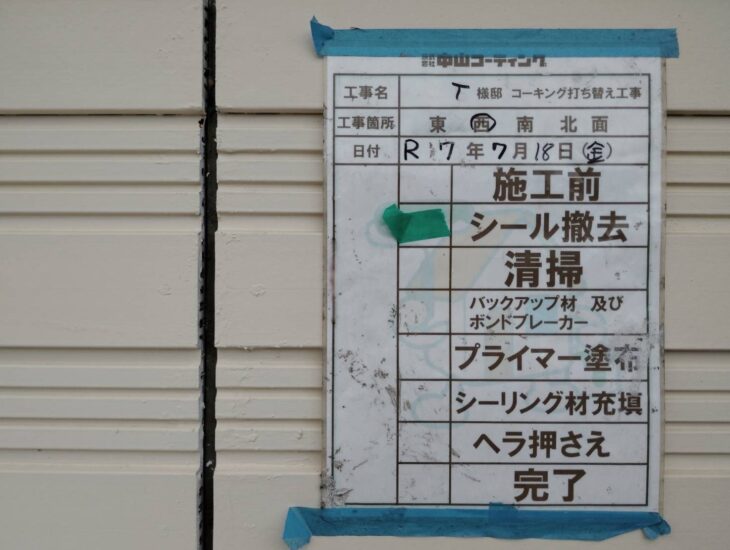 株式会社 中山コーティング
工事名 T 様邸 コーキング打ち替え工事
工事箇所 東 西 南 北 面
日付 R 7 年 7 月 18 日 (金)
施工前
シール撤去
清掃
バックアップ材 及び
ボンドブレーカー
プライマー塗布
シーリング材充填
ヘラ押さえ
完了